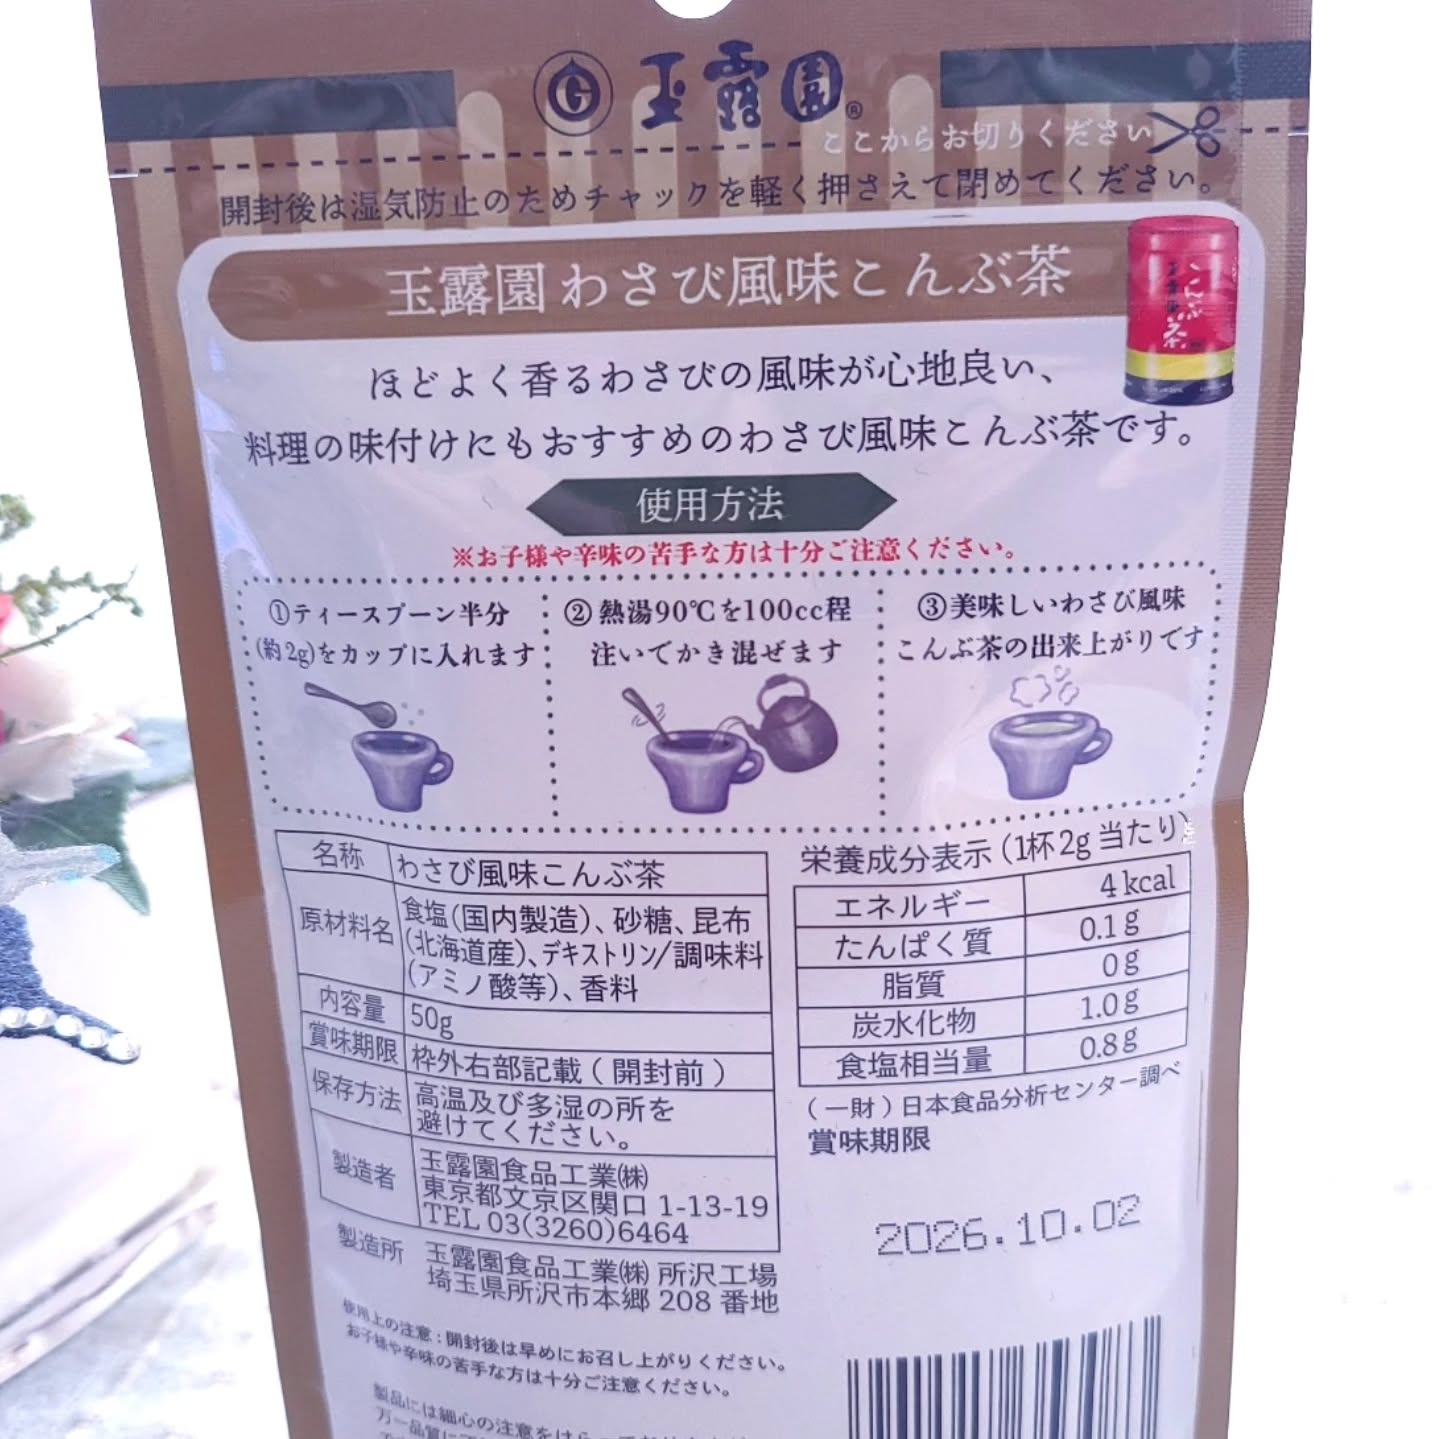 玉露園®
ここからお切りください
開封後は湿気防止のためチャックを軽く押さえて閉めてください。
玉露園 わさび風味こんぶ茶
こんぶ茶
ほどよく香るわさびの風味が心地良い、
料理の味付けにもおすすめのわさび風味こんぶ茶です。
使用方法
※お子様や辛味の苦手な方は十分ご注意ください。
①ティースプーン半分
(約2g)をカップに入れます
②熱湯90℃を100cc程
注いでかき混ぜます
③美味しいわさび風味
こんぶ茶の出来上がりです
名称 わさび風味こんぶ茶
原材料名 食塩(国内製造)、砂糖、昆布
(北海道産)、デキストリン/調味料
(アミノ酸等)、香料
内容量 50g
賞味期限 枠外右部記載(開封前)
保存方法 高温及び多湿の所を
避けてください。
製造者 玉露園食品工業㈱
東京都文京区関口 1-13-19
TEL 03(3260)6464
製造所 玉露園食品工業㈱ 所沢工場
埼玉県所沢市本郷 208 番地
使用上の注意:開封後は早めにお召し上がりください。
お子様や辛味の苦手な方は十分ご注意ください。
製品には細心の注意をはらっ
万一品質に
栄養成分表示(1杯2g当たり)
エネルギー 4kcal
たんぱく質 0.1g
脂質 0g
炭水化物 1.0g
食塩相当量 0.8g
(一財)日本食品分析センター調べ
賞味期限
2026.10.02